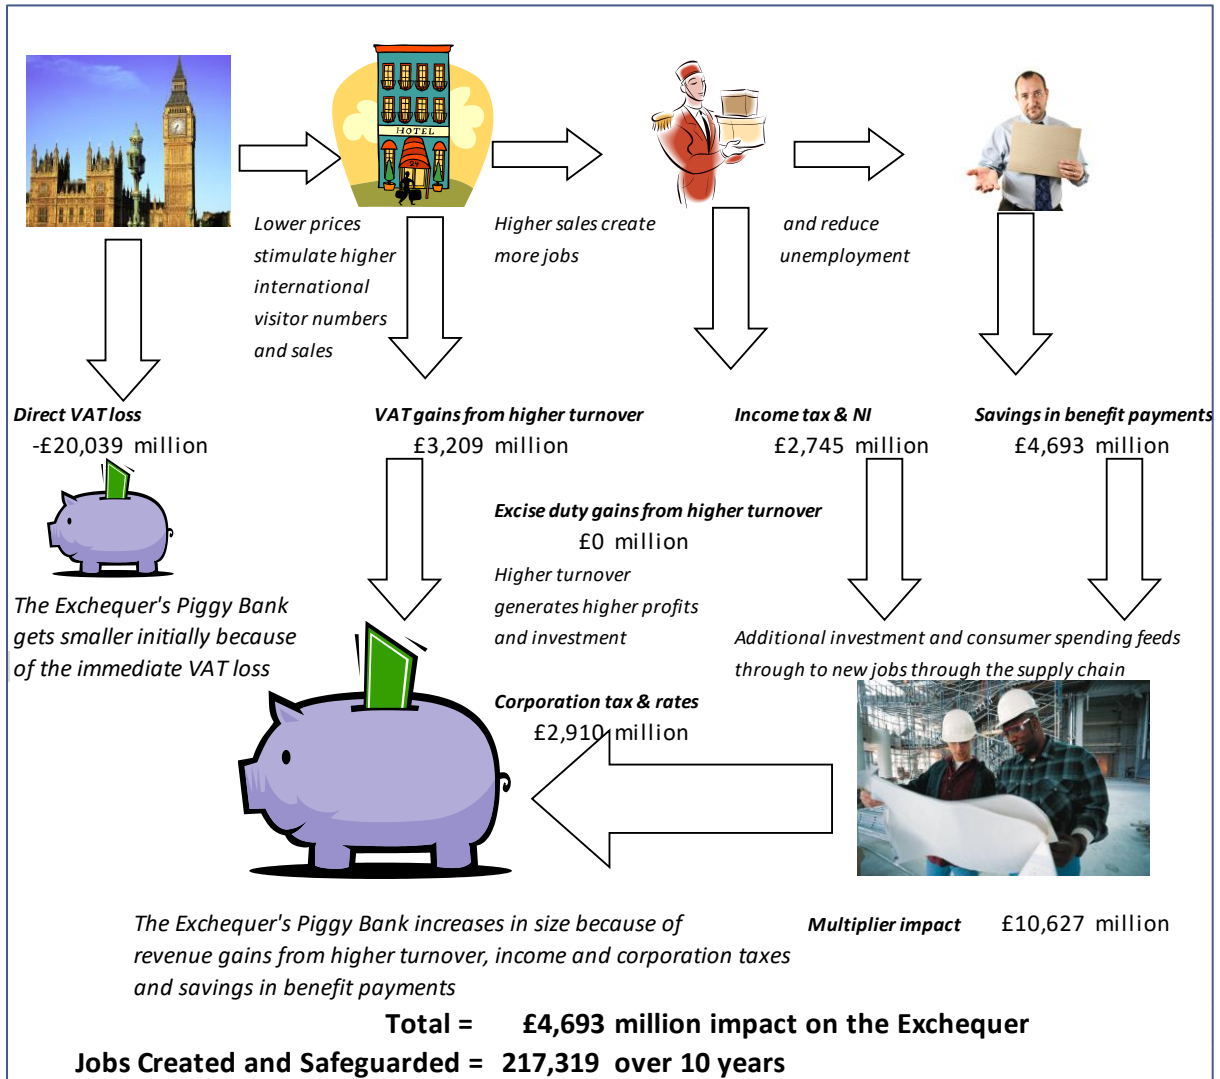 HOTEL
Lower prices
stimulate higher
international
visitor numbers
and sales
Higher sales create
more jobs
and reduce
unemployment
Direct VAT loss
-£20,039 million
VAT gains from higher turnover
£3,209 million
Income tax & NI
£2,745 million
Savings in benefit payments
£4,693 million
Excise duty gains from higher turnover
£0 million
Higher turnover
generates higher profits
and investment
The Exchequer's Piggy Bank
gets smaller initially because
of the immediate VAT loss
Additional investment and consumer spending feeds
through to new jobs through the supply chain
Corporation tax & rates
£2,910 million
The Exchequer's Piggy Bank increases in size because of
revenue gains from higher turnover, income and corporation taxes
and savings in benefit payments
Multiplier impact £10,627 million
Total = £4,693 million impact on the Exchequer
Jobs Created and Safeguarded = 217,319 over 10 years